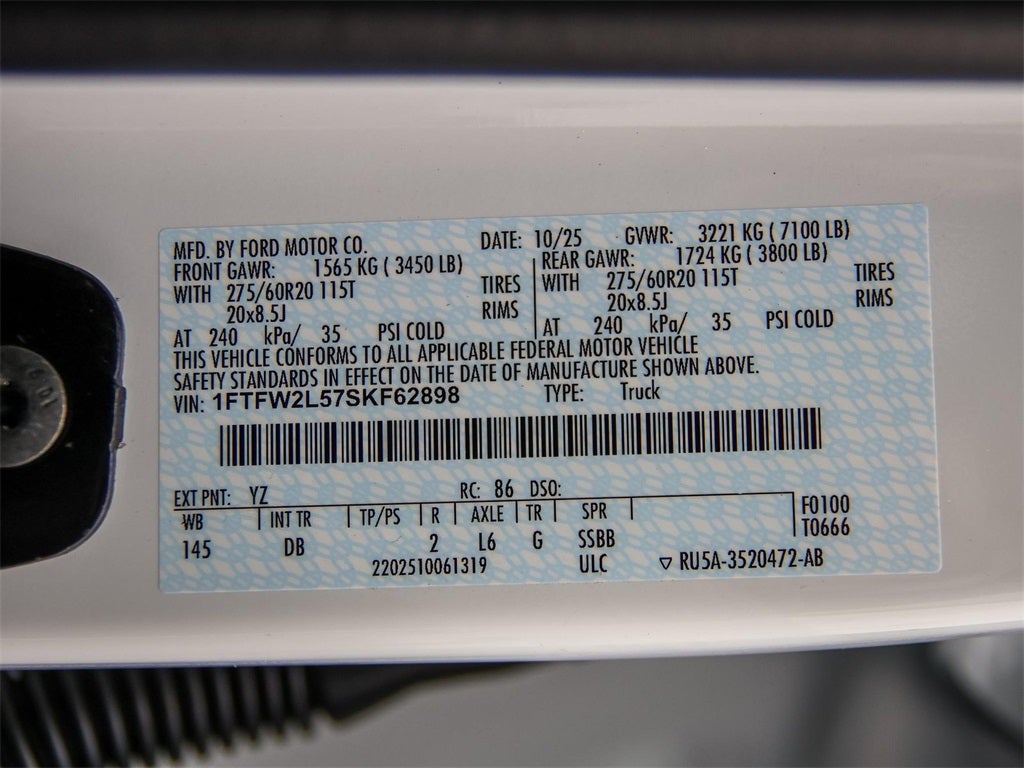 MFD. BY FORD MOTOR CO. DATE: 10/25 GVWR: 3221 KG ( 7100 LB)
FRONT GAWR: 1565 KG ( 3450 LB) REAR GAWR: 1724 KG ( 3800 LB)
WITH 275/60R20 115T TIRES WITH 275/60R20 115T TIRES
20x8.5J RIMS 20x8.5J RIMS
AT 240 kPa/ 35 PSI COLD AT 240 kPa/ 35 PSI COLD
THIS VEHICLE CONFORMS TO ALL APPLICABLE FEDERAL MOTOR VEHICLE
SAFETY STANDARDS IN EFFECT ON THE DATE OF MANUFACTURE SHOWN ABOVE.
VIN: 1FTFW2L57SKF62898 TYPE: Truck
EXT PNT: YZ RC: 86 DSO:
WB INT TR TP/PS R AXLE TR SPR F0100
T0666
145 DB 2 L6 G SSBB
2202510061319 ULC ▽ RU5A-3520472-AB